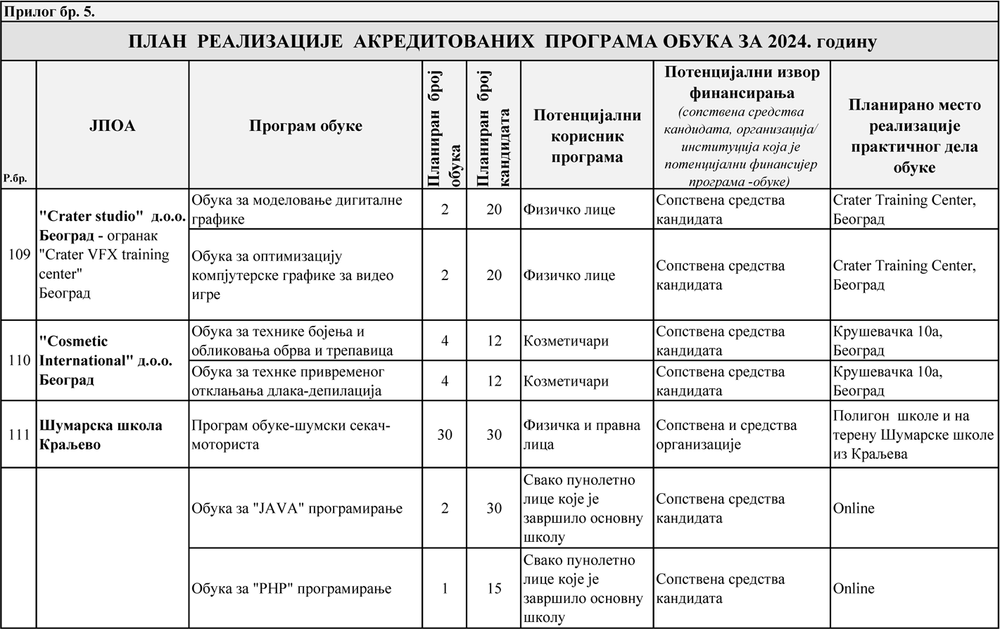 Прилог бр. 5.
ПЛАН РЕАЛИЗАЦИЈЕ АКРЕДИТОВАНИХ ПРОГРАМА ОБУКА ЗА 2024. годину
Р.бр.
ЈПОА
Програм обуке
Планиран број
обука
Планиран број
кандидата
Потенцијални
корисник
програма
Потенцијални извор
финансирања
(сопствена средства
кандидата, организација/
институција која је
потенцијални финансијер
програма -обуке)
Планирано место
реализације
практичног дела
обуке
109
"Crater studio" д.о.о.
Београд - огранак
"Crater VFX training
center"
Београд
Обука за моделовање дигиталне
графике
2
20
Физичко лице
Сопствена средства
кандидата
Crater Training Center,
Београд
Обука за оптимизацију
компјутерске графике за видео
игре
2
20
Физичко лице
Сопствена средства
кандидата
Crater Training Center,
Београд
110
"Cosmetic
International" д.о.о.
Београд
Обука за технике бојења и
обликовања обрва и трепавица
4
12
Козметичари
Сопствена средства
кандидата
Крушевачка 10а,
Београд
Обука за технке привременог
отклањања длака-депилација
4
12
Козметичари
Сопствена средства
кандидата
Крушевачка 10а,
Београд
111
Шумарска школа
Краљево
Програм обуке-шумски секач-
моториста
30
30
Физичка и правна
лица
Сопствена и средства
организације
Полигон школе и на
терену Шумарске школе
из Краљева
Обука за "JAVA" програмирање
2
30
Свако пунолетно
лице које је
завршило основну
школу
Сопствена средства
кандидата
Online
Обука за "PHP" програмирање
1
15
Свако пунолетно
лице које је
завршило основну
школу
Сопствена средства
кандидата
Online